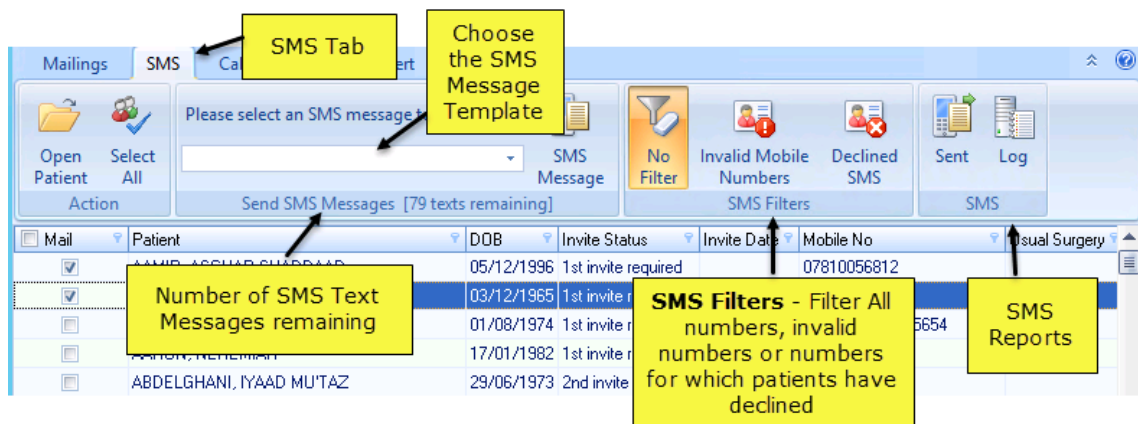 SMS Tab
Choose
the SMS
Message
Template
Mailings SMS
Please select an SMS message
Open
Patient
Select
All
SMS
Message
No
Filter
Invalid Mobile
Numbers
Declined
SMS
Sent
Log
Action
Send SMS Messages [79 texts remaining]
SMS Filters
SMS
Mail Patient DOB Invite Status Invite Date Mobile No Usual Surgery
05/12/1996 1st invite required 07810056812
03/12/1965 1st invite
01/08/1974 1st invite 5654
17/01/1982 1st invite
ABDELGHANI, IYAAD MU'TAZ 29/06/1973 2nd invite
Number of SMS Text
Messages remaining
SMS Filters - Filter All
numbers, invalid
numbers or numbers
for which patients have
declined
SMS
Reports